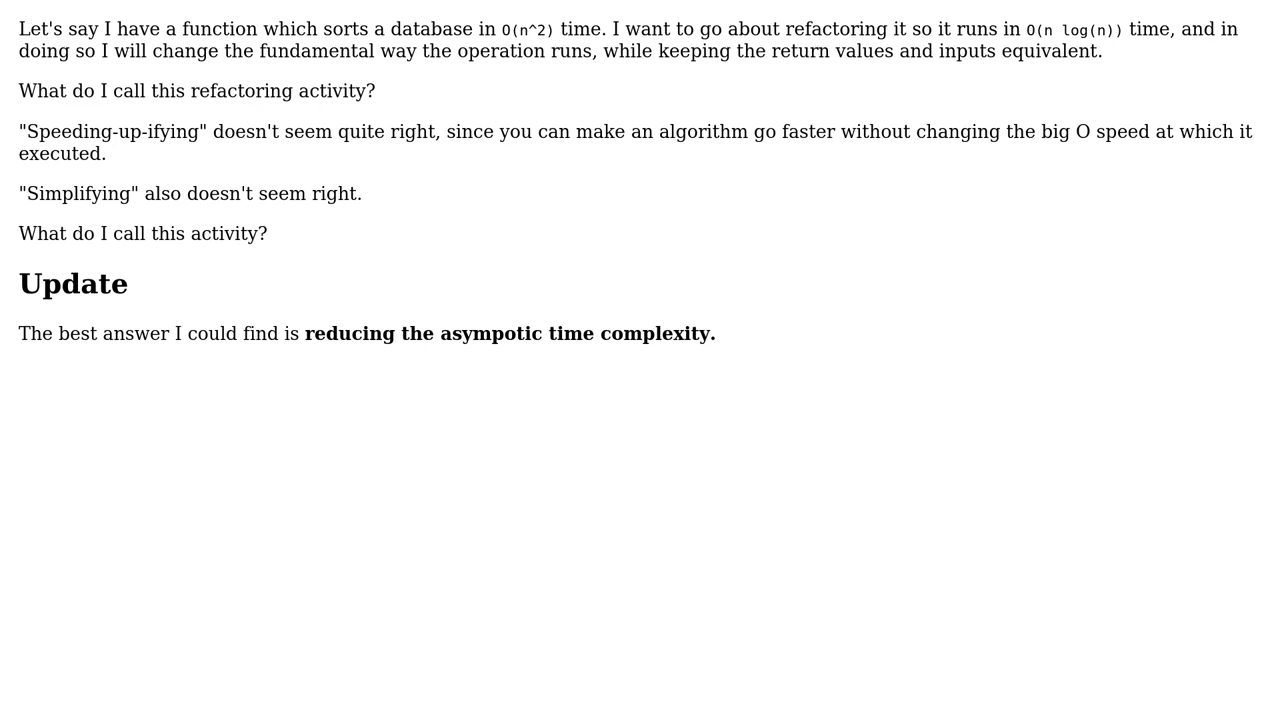 Let's say I have a function which sorts a database in O(n^2) time. I want to go about refactoring it so it runs in O(n log(n)) time, and in
doing so I will change the fundamental way the operation runs, while keeping the return values and inputs equivalent.
What do I call this refactoring activity?
"Speeding-up-ifying" doesn't seem quite right, since you can make an algorithm go faster without changing the big O speed at which it
executed.
"Simplifying" also doesn't seem right.
What do I call this activity?
Update
The best answer I could find is reducing the asympotic time complexity.